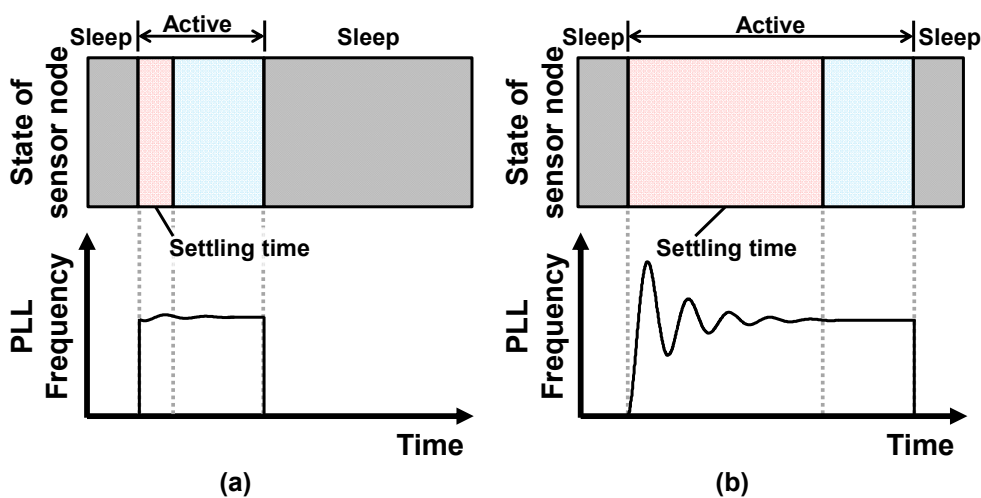 Sleep
Active
Sleep
State of
sensor node
Settling time
PLL
Frequency
Time
(a)
Sleep
Active
Sleep
State of
sensor node
Settling time
PLL
Frequency
Time
(b)